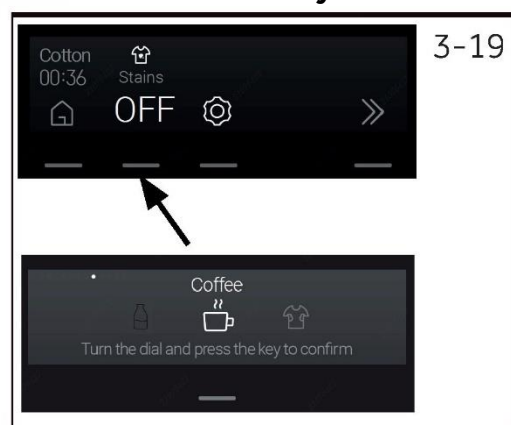 3-19
Cotton
00:36
Stains
OFF
Coffee
Turn the dial and press the key to confirm